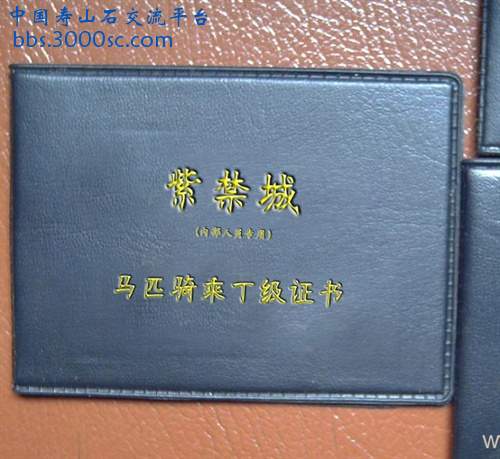 中国寿山石交流平台
bbs.3000sc.com
紫禁城
(内部人员专属)
马匹骑乘丁级证书
w